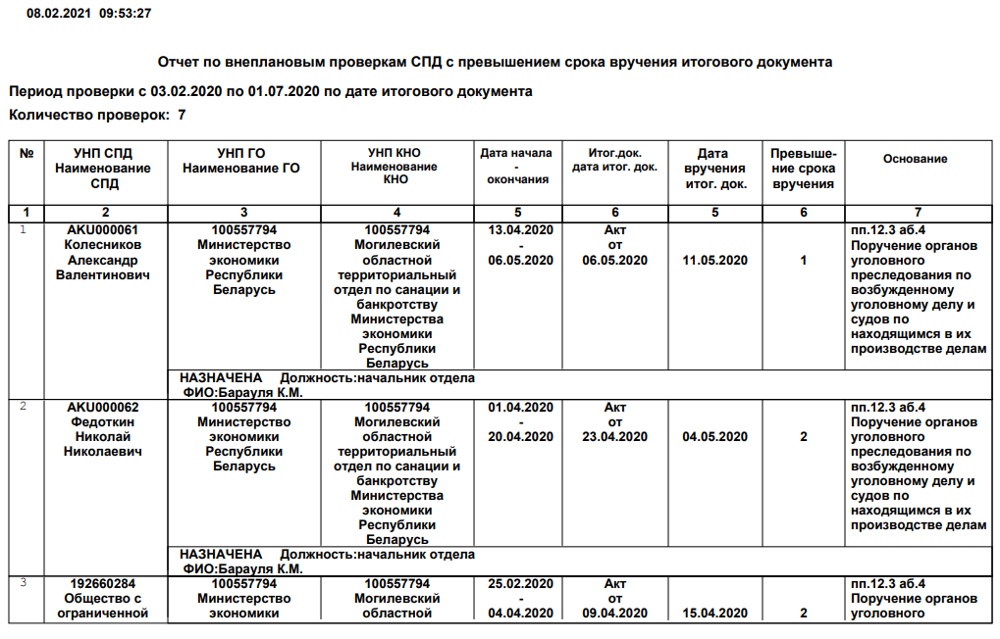 08.02.2021 09:53:27
Отчет по внеплановым проверкам СПД с превышением срока вручения итогового документа
Период проверки с 03.02.2020 по 01.07.2020 по дате итогового документа
Количество проверок: 7
№
УНП СПД
Наименование
СПД
УНП ГО
Наименование ГО
УНП КНО
Наименование
КНО
Дата начала
-
окончания
Итог.док.
дата итог. док.
Дата
вручения
итог. док.
Превыше-
ние срока
вручения
Основание
1 2 3 4 5 6 5 6 7
1
AKU000061
Колесников
Александр
Валентинович
100557794
Министерство
экономики
Республики
Беларусь
100557794
Могилевский
областной
территориальный
отдел по санации и
банкротству
Министерства
экономики
Республики
Беларусь
13.04.2020
-
06.05.2020
Акт
от
06.05.2020
11.05.2020
1
пп.12.3 аб.4
Поручение органов
уголовного
преследования по
возбужденному
уголовному делу и
судов по
находящимся в их
производстве делам
НАЗНАЧЕНА Должность:начальник отдела
ФИО:Барауля К.М.
2
AKU000062
Федоткин
Николай
Николаевич
100557794
Министерство
экономики
Республики
Беларусь
100557794
Могилевский
областной
территориальный
отдел по санации и
банкротству
Министерства
экономики
Республики
Беларусь
01.04.2020
-
20.04.2020
Акт
от
23.04.2020
04.05.2020
2
пп.12.3 аб.4
Поручение органов
уголовного
преследования по
возбужденному
уголовному делу и
судов по
находящимся в их
производстве делам
НАЗНАЧЕНА Должность:начальник отдела
ФИО:Барауля К.М.
3
192660284
Общество с
ограниченной
100557794
Министерство
экономики
100557794
Могилевский
областной
25.02.2020
-
04.04.2020
Акт
от
09.04.2020
15.04.2020
2
пп.12.3 аб.4
Поручение органов
уголовного